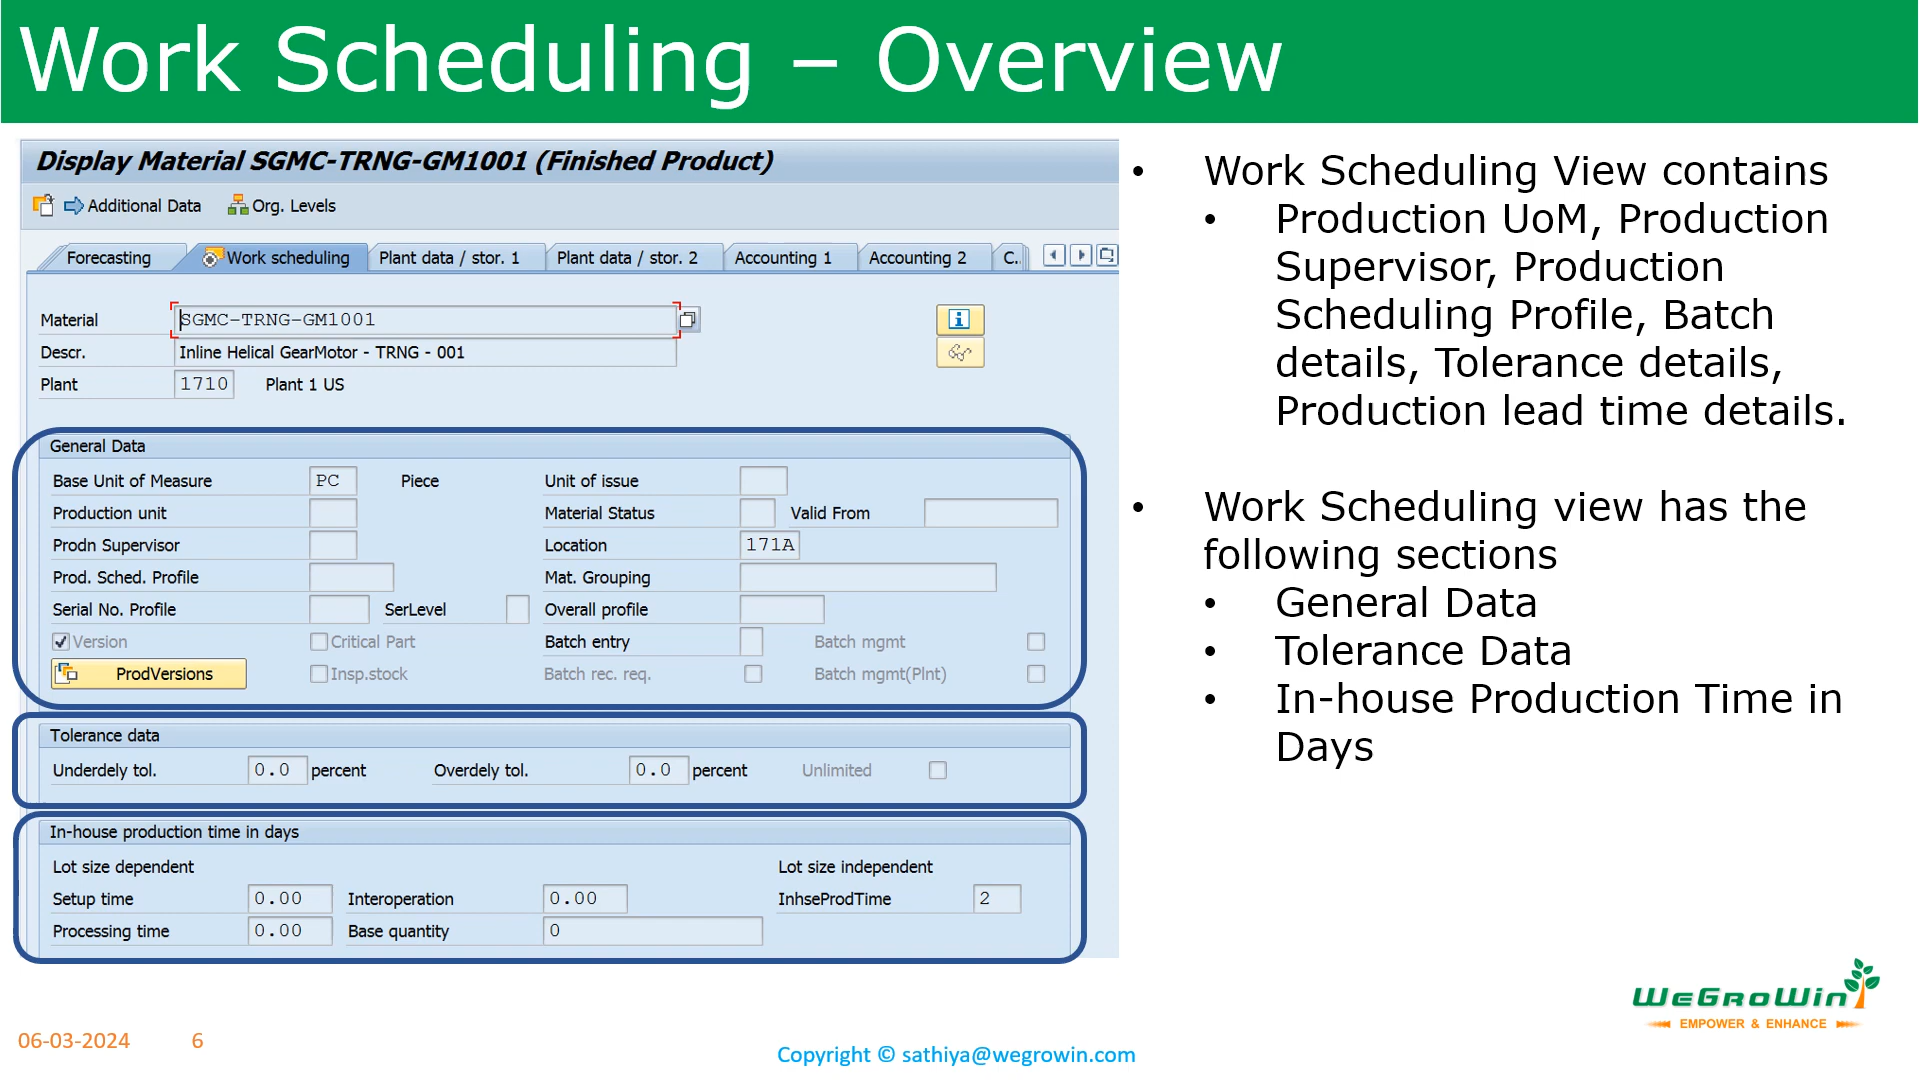 Work Scheduling – Overview
Display Material SGMC-TRNG-GM1001 (Finished Product)
Additional Data Org. Levels
Forecasting Work scheduling Plant data / stor. 1 Plant data / stor. 2 Accounting 1 Accounting 2 C..
Material SGMC-TRNG-GM1001
Descr. Inline Helical GearMotor - TRNG - 001
Plant 1710 Plant 1 US
General Data
Base Unit of Measure PC Piece Unit of issue
Production unit Material Status Valid From
Prodn Supervisor Location 171A
Prod. Sched. Profile Mat. Grouping
Serial No. Profile SerLevel Overall profile
Version Critical Part Batch entry Batch mgmt
ProdVersions Insp.stock Batch rec. req. Batch mgmt(Plnt)
Tolerance data
Underdely tol. 0.0 percent Overdely tol. 0.0 percent Unlimited
In-house production time in days
Lot size dependent Lot size independent
Setup time 0.00 Interoperation 0.00 InhseProdTime 2
Processing time 0.00 Base quantity 0
• Work Scheduling View contains
• Production UoM, Production
Supervisor, Production
Scheduling Profile, Batch
details, Tolerance details,
Production lead time details.
• Work Scheduling view has the
following sections
• General Data
• Tolerance Data
• In-house Production Time in
Days
WeGroWin
EMPOWER & ENHANCE
06-03-2024 6
Copyright © sathiya@wegrowin.com